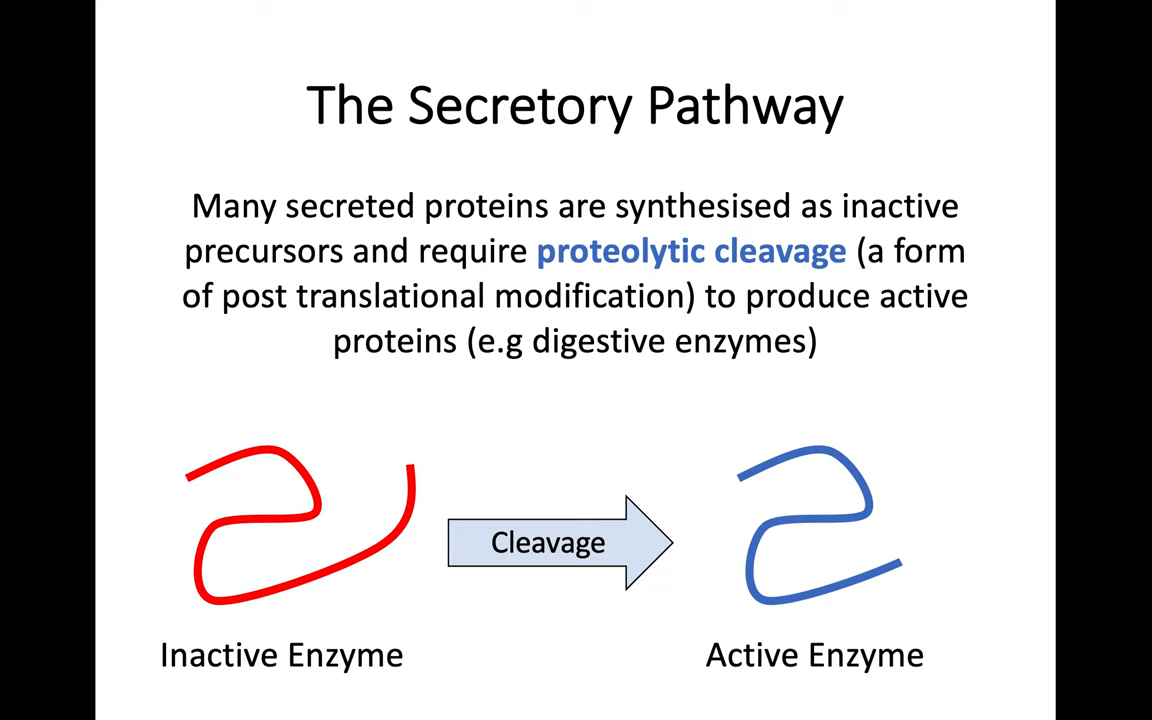 The Secretory Pathway
Many secreted proteins are synthesised as inactive
precursors and require proteolytic cleavage (a form
of post translational modification) to produce active
proteins (e.g digestive enzymes)
Cleavage
Inactive Enzyme
Active Enzyme